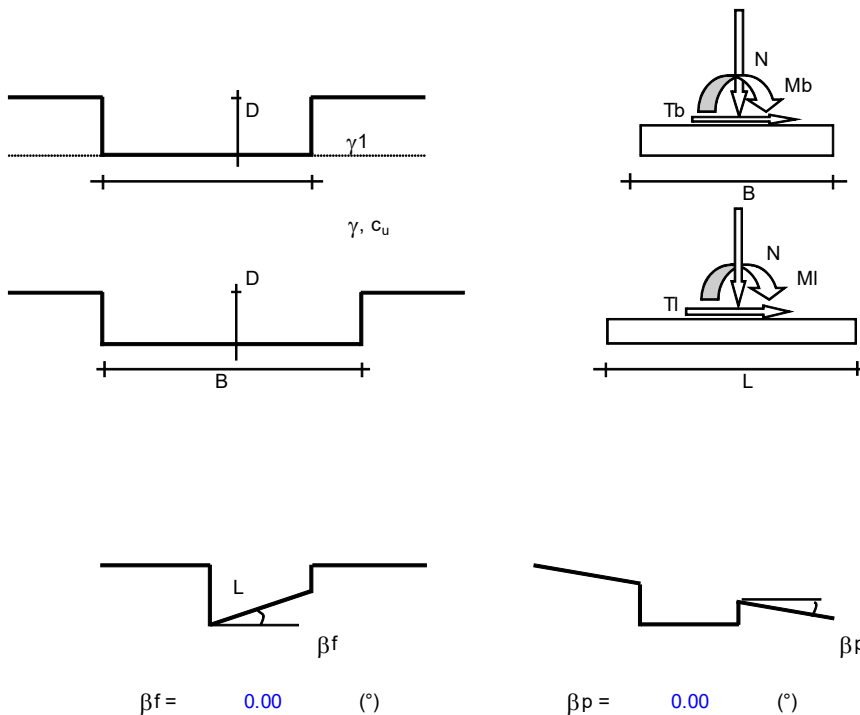 N
D
Mb
Tb
γ1
B
γ, cu
N
D
Ml
Tl
B
L
L
βf
βp
βf = 0.00 (°)
βp = 0.00 (°)